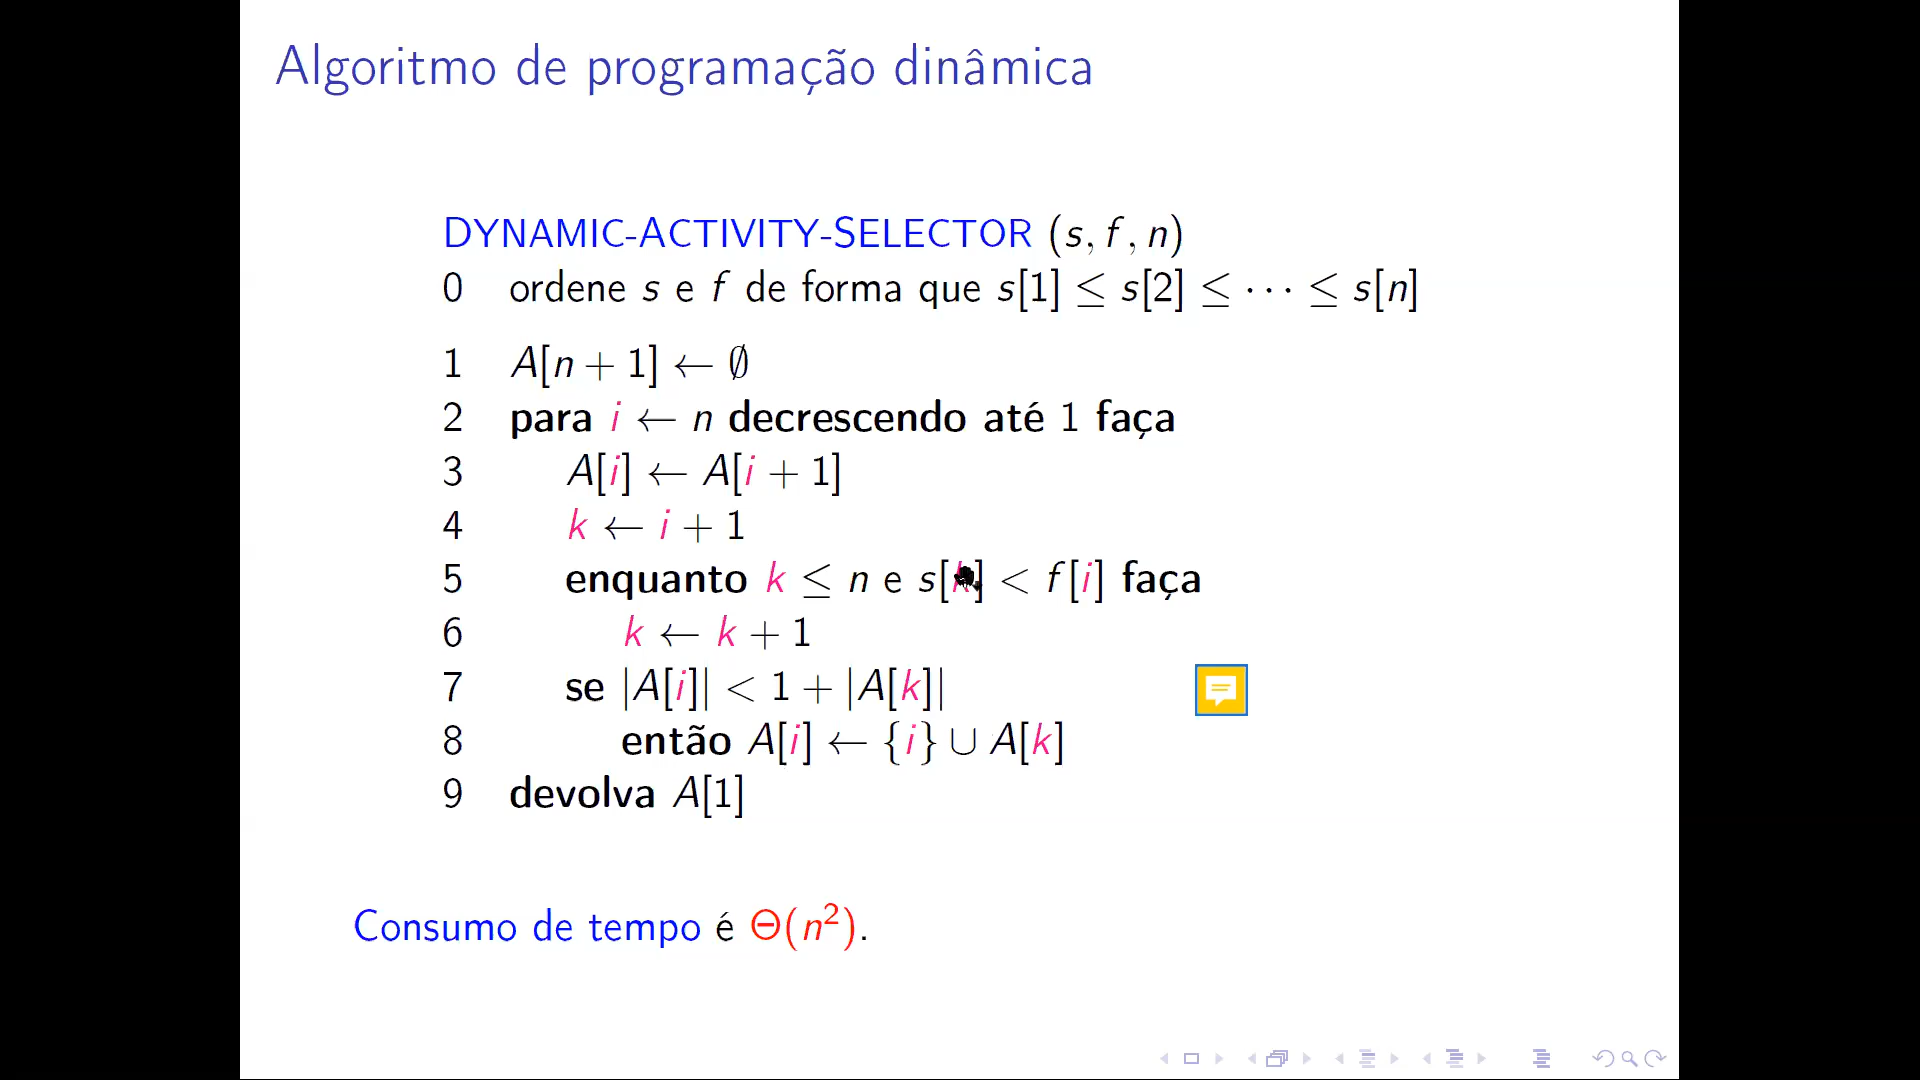 Algoritmo de programação dinâmica
DYNAMIC-ACTIVITY-SELECTOR (s, f, n)
0 ordene s e f de forma que s[1] ≤ s[2] ≤ ··· ≤ s[n]
1 A[n + 1] ← ∅
2 para i ← n decrescendo até 1 faça
3 A[i] ← A[i + 1]
4 k ← i + 1
5 enquanto k ≤ n e s[k] < f[i] faça
6 k ← k + 1
7 se |A[i]| < 1 + |A[k]|
8 então A[i] ← {i} ∪ A[k]
9 devolva A[1]
Consumo de tempo é Θ(n²).